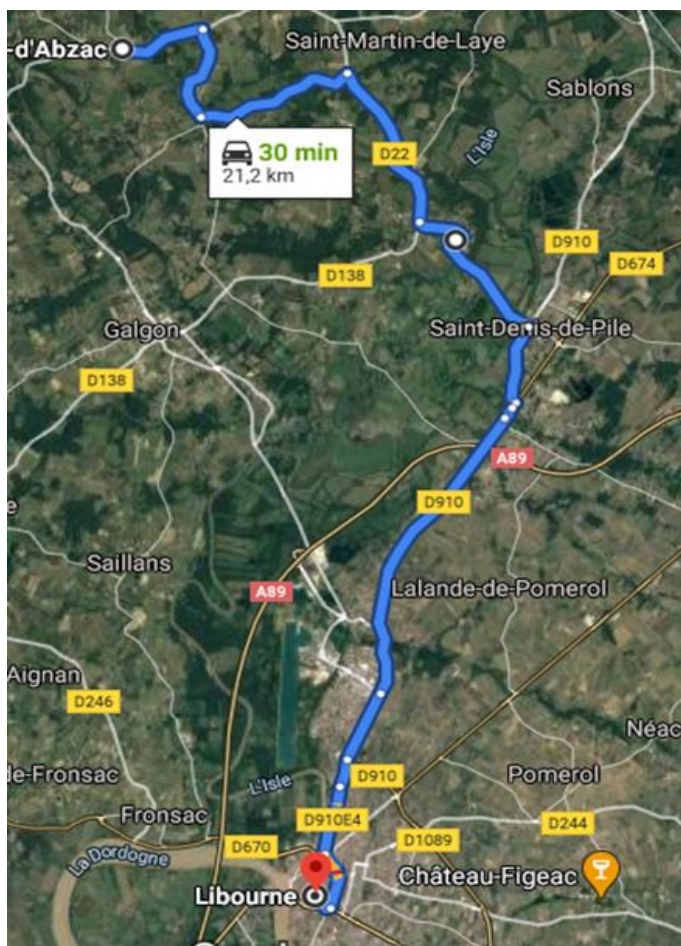 -d'Abzac
Saint-Martin-de-Laye
Sablons
30 min
21,2 km
D22
L'Isle
D910
D674
D138
Galgon
Saint-Denis-de-Pile
D138
A89
D910
Saillans
A89
Lalande-de-Pomerol
Aignan
D246
Néac
de-Fronsac
L'Isle
D910
Pomerol
Fronsac
D910E4
D244
D670
D1089
La Dordogne
Château-Figeac
Libourne